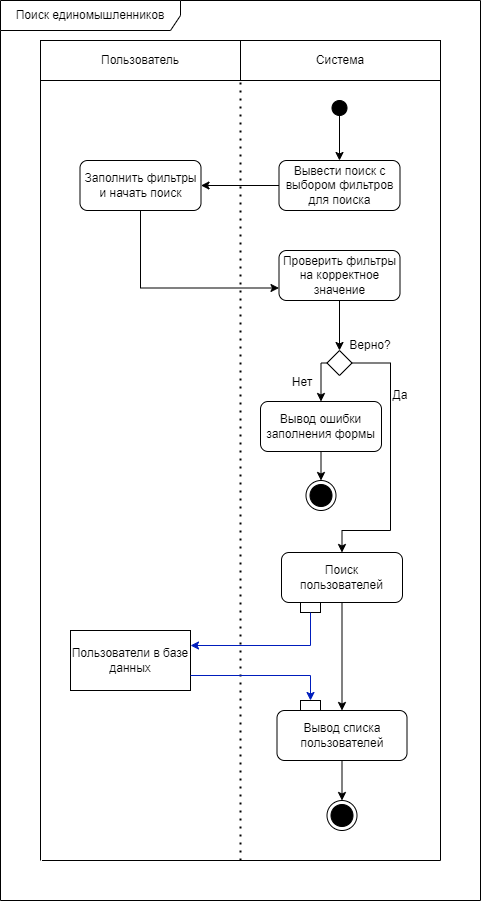 Поиск единомышленников
Пользователь
Система
Вывести поиск с
выбором фильтров
для поиска
Заполнить фильтры
и начать поиск
Проверить фильтры
на корректное
значение
Верно?
Нет
Да
Вывод ошибки
заполнения формы
Поиск
пользователей
Пользователи в базе
данных
Вывод списка
пользователей